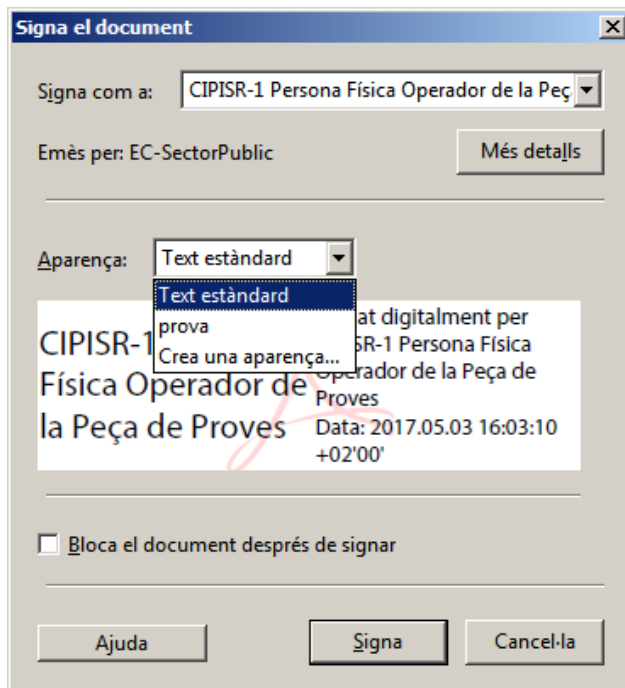 Signa el document
Signa com a: CIPISR-1 Persona Física Operador de la Peç
Emès per: EC-SectorPublic Més detalls
Aparença: Text estàndard
Text estàndard
prova
Crea una aparença...
CIPISR-1
Física Operador de
la Peça de Proves
at digitalment per
SR-1 Persona Física
Operador de la Peça de
Proves
Data: 2017.05.03 16:03:10
+02'00'
Bloca el document després de signar
Ajuda Signa Cancel·la